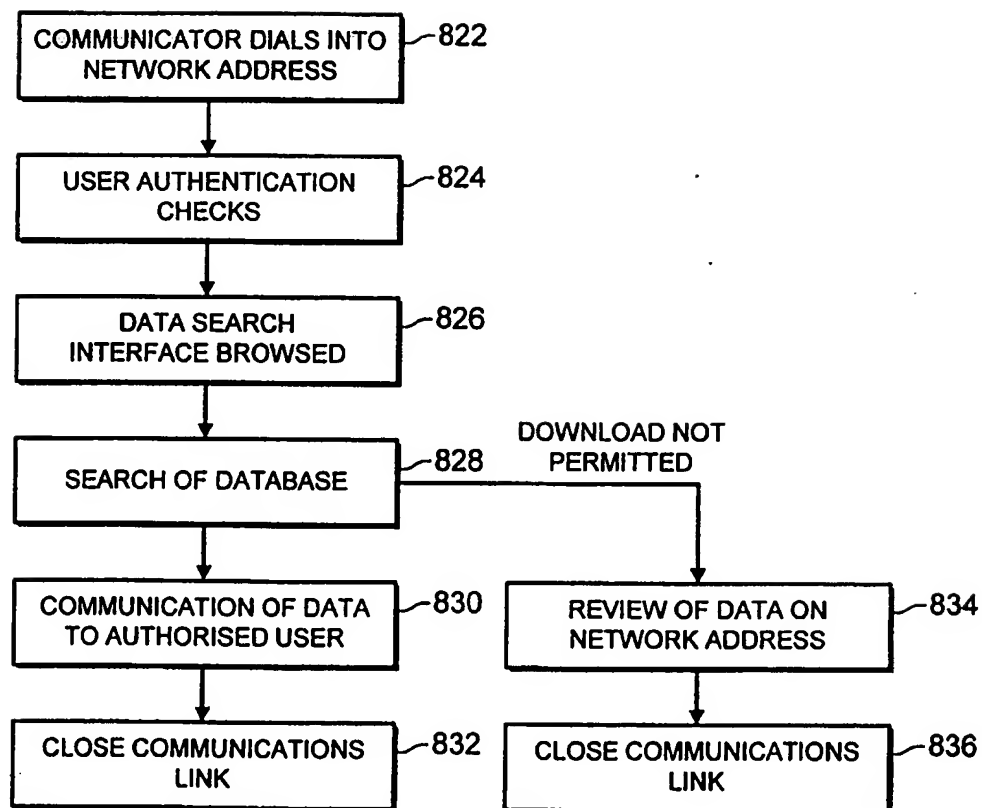 COMMUNICATOR DIALS INTO
NETWORK ADDRESS
822
USER AUTHENTICATION
CHECKS
824
DATA SEARCH
INTERFACE BROWSED
826
SEARCH OF DATABASE
828
DOWNLOAD NOT
PERMITTED
COMMUNICATION OF DATA
TO AUTHORISED USER
830
REVIEW OF DATA ON
NETWORK ADDRESS
834
CLOSE COMMUNICATIONS
LINK
832
CLOSE COMMUNICATIONS
LINK
836